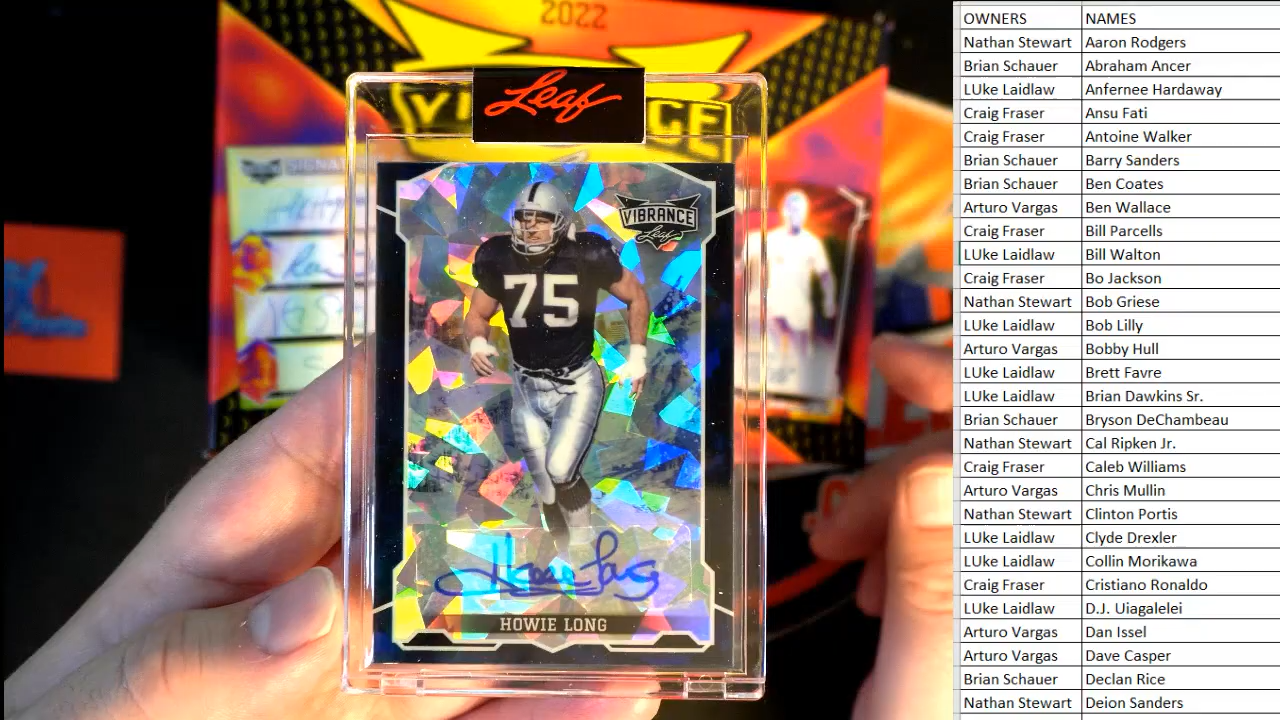 2022
VIBRANCE
Leaf
SIGNA
VIBRANCE
Leaf
75
Howie Long
HOWIE LONG
OWNERS NAMES
Nathan Stewart Aaron Rodgers
Brian Schauer Abraham Ancer
LUke Laidlaw Anfernee Hardaway
Craig Fraser Ansu Fati
Craig Fraser Antoine Walker
Brian Schauer Barry Sanders
Brian Schauer Ben Coates
Arturo Vargas Ben Wallace
Craig Fraser Bill Parcells
LUke Laidlaw Bill Walton
Craig Fraser Bo Jackson
Nathan Stewart Bob Griese
LUke Laidlaw Bob Lilly
Arturo Vargas Bobby Hull
LUke Laidlaw Brett Favre
LUke Laidlaw Brian Dawkins Sr.
Brian Schauer Bryson DeChambeau
Nathan Stewart Cal Ripken Jr.
Craig Fraser Caleb Williams
Arturo Vargas Chris Mullin
Nathan Stewart Clinton Portis
LUke Laidlaw Clyde Drexler
LUke Laidlaw Collin Morikawa
Craig Fraser Cristiano Ronaldo
LUke Laidlaw D.J. Uiagalelei
Arturo Vargas Dan Issel
Arturo Vargas Dave Casper
Brian Schauer Declan Rice
Nathan Stewart Deion Sanders